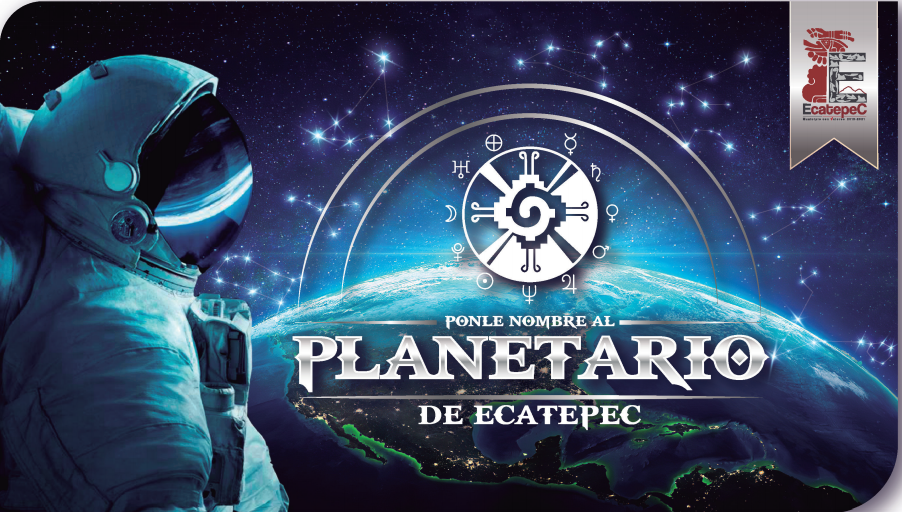 EcatepeC
PONLE NOMBRE AL
PLANETARIO
DE ECATEPEC